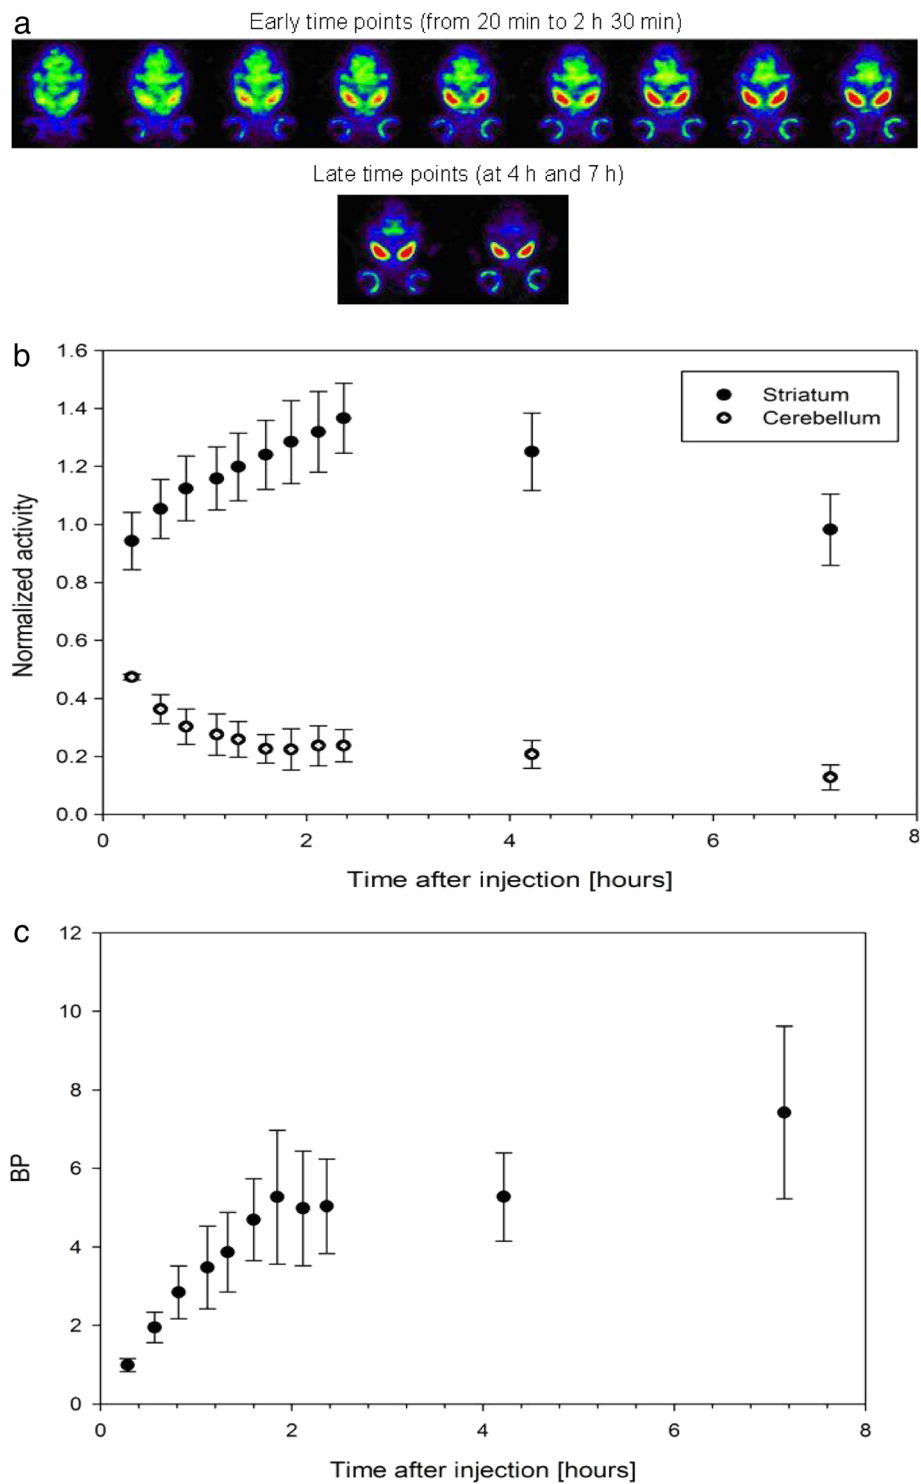 a
Early time points (from 20 min to 2 h 30 min)
Late time points (at 4 h and 7 h)
b
1.6
1.4
1.2
1.0
0.8
0.6
0.4
0.2
0.0
Normalized activity
Striatum
Cerebellum
0 2 4 6 8
Time after injection [hours]
c
12
10
8
6
4
2
0
BP
0 2 4 6 8
Time after injection [hours]